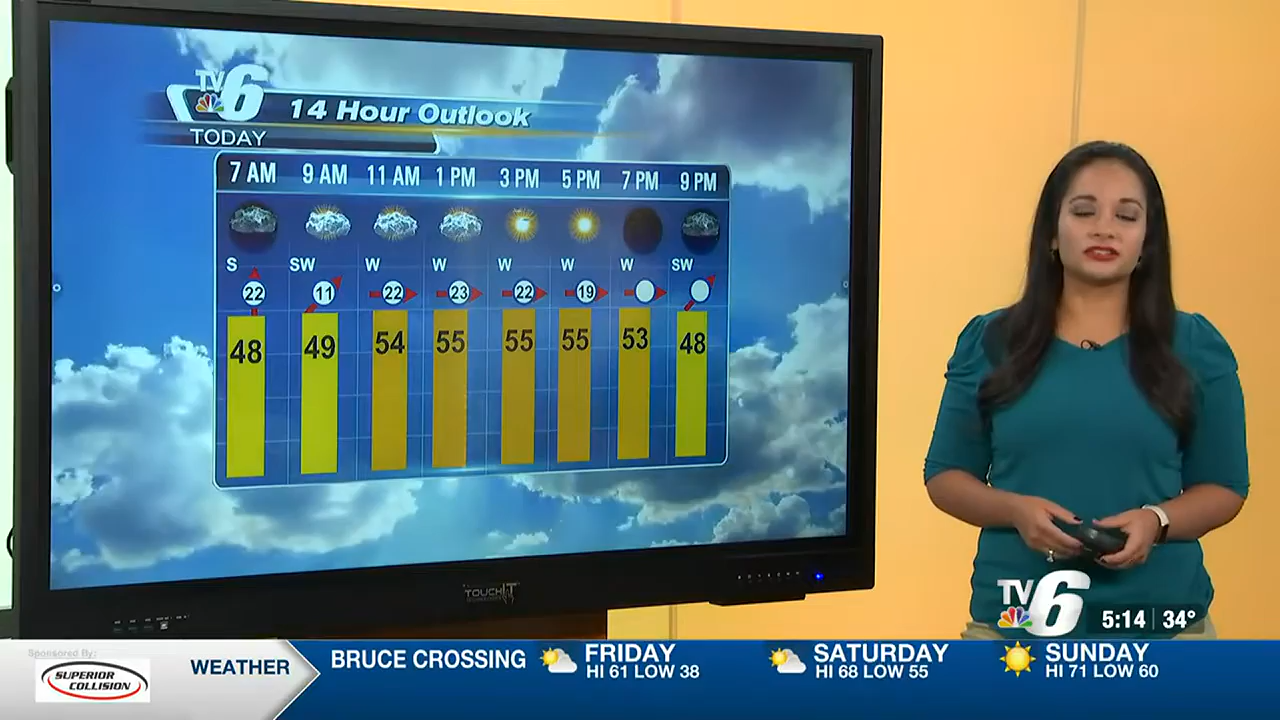 TV6
14 Hour Outlook
TODAY
7 AM 9 AM 11 AM 1 PM 3 PM 5 PM 7 PM 9 PM
S SW W W W W W SW
22 11 22 23 22 19
48 49 54 55 55 55 53 48
TOUCHIT
TV6 5:14 34°
Sponsored By:
SUPERIOR
COLLISION
WEATHER
BRUCE CROSSING
FRIDAY
HI 61 LOW 38
SATURDAY
HI 68 LOW 55
SUNDAY
HI 71 LOW 60